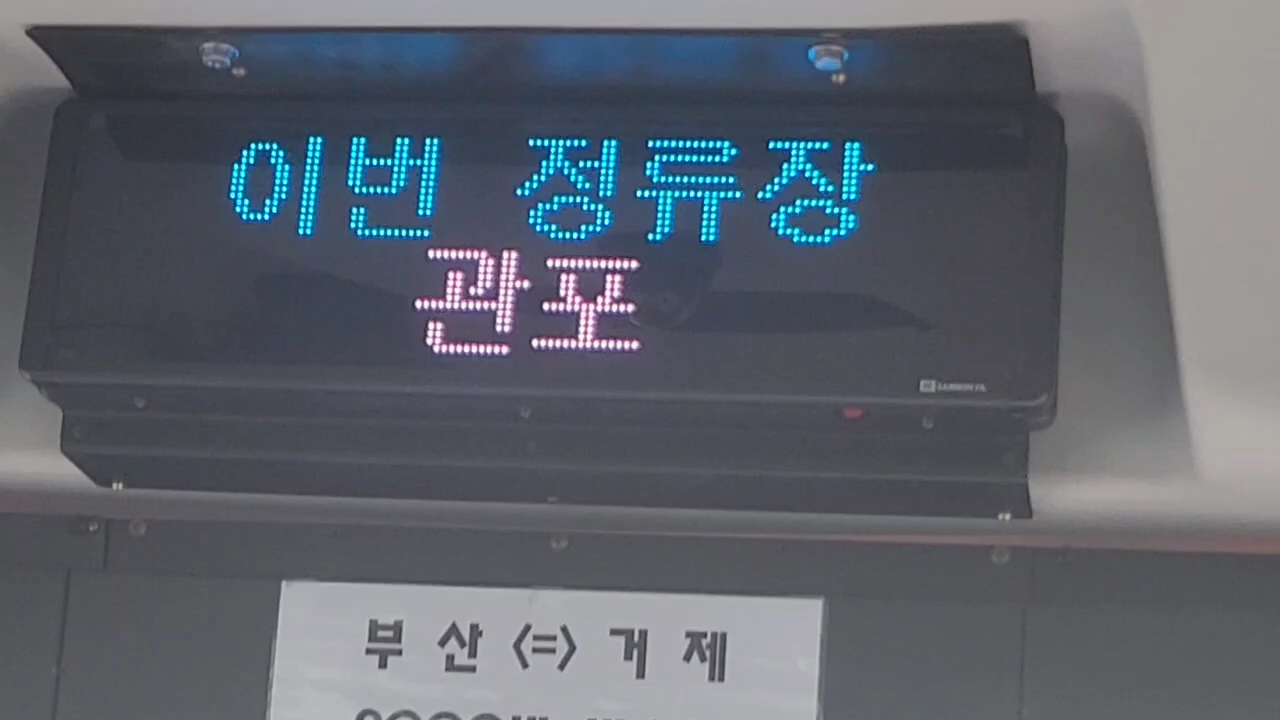 이번 정류장
관포
부산 <=> 거제